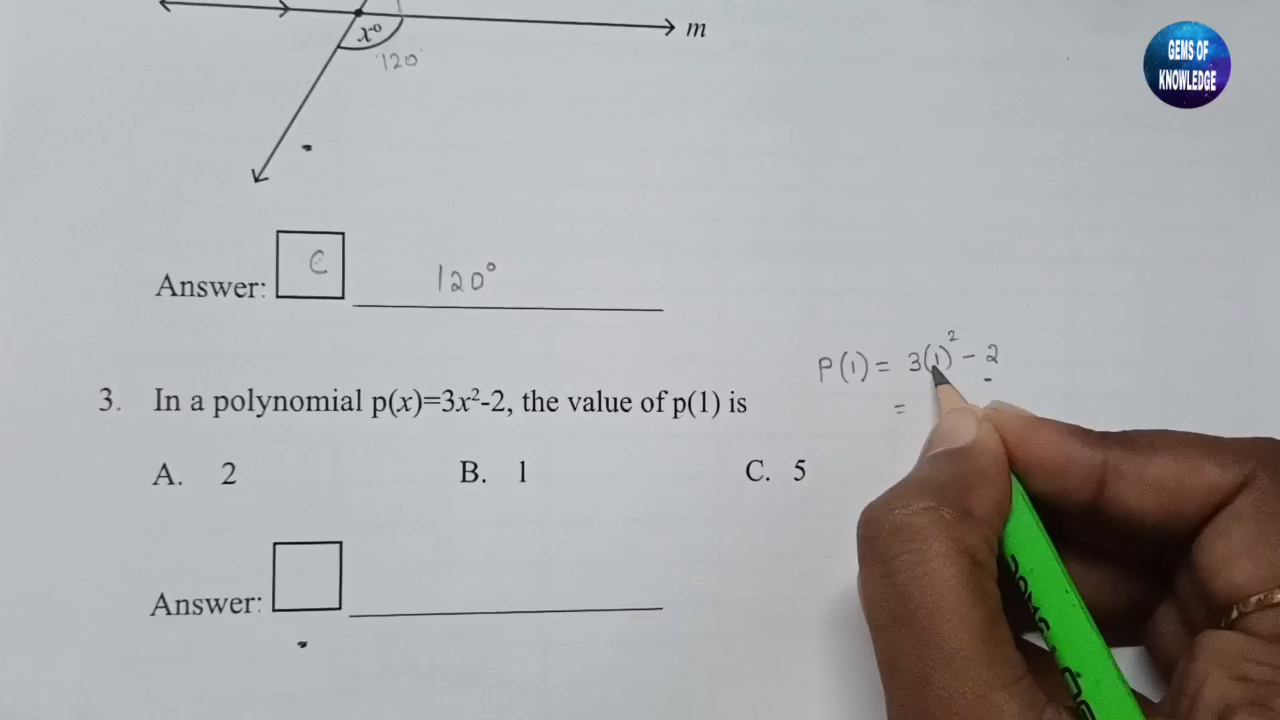 m
x°
120
GEMS OF
KNOWLEDGE
C
Answer: 120°
P(1) = 3(1)² - 2
=
3. In a polynomial p(x)=3x²-2, the value of p(1) is
A. 2 B. 1 C. 5
Answer: